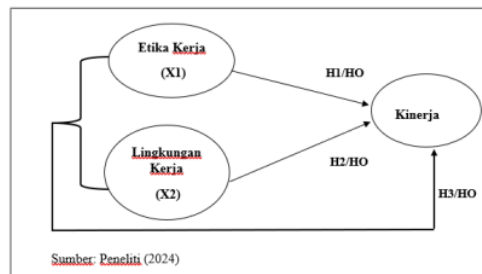 Etika Kerja
(X1)
H1/HO
Kinerja
Lingkungan
Kerja
(X2)
H2/HO
H3/HO
Sumber: Peneliti (2024)